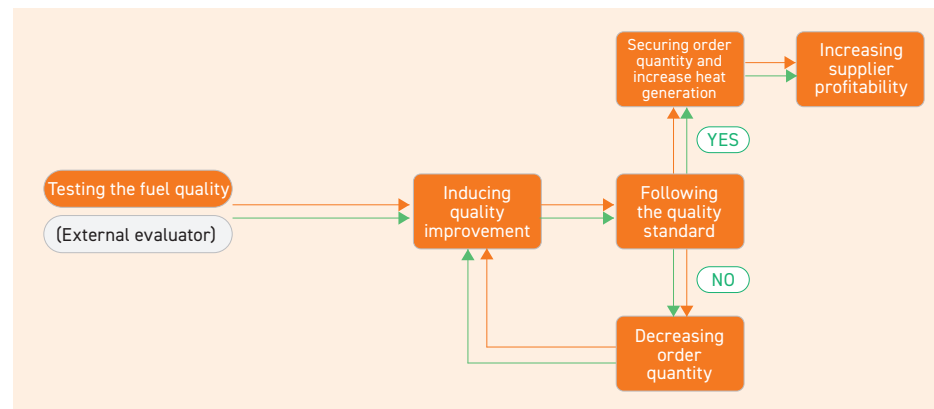 Testing the fuel quality
(External evaluator)
Inducing
quality
improvement
Following
the quality
standard
YES
Securing order
quantity and
increase heat
generation
Increasing
supplier
profitability
NO
Decreasing
order
quantity